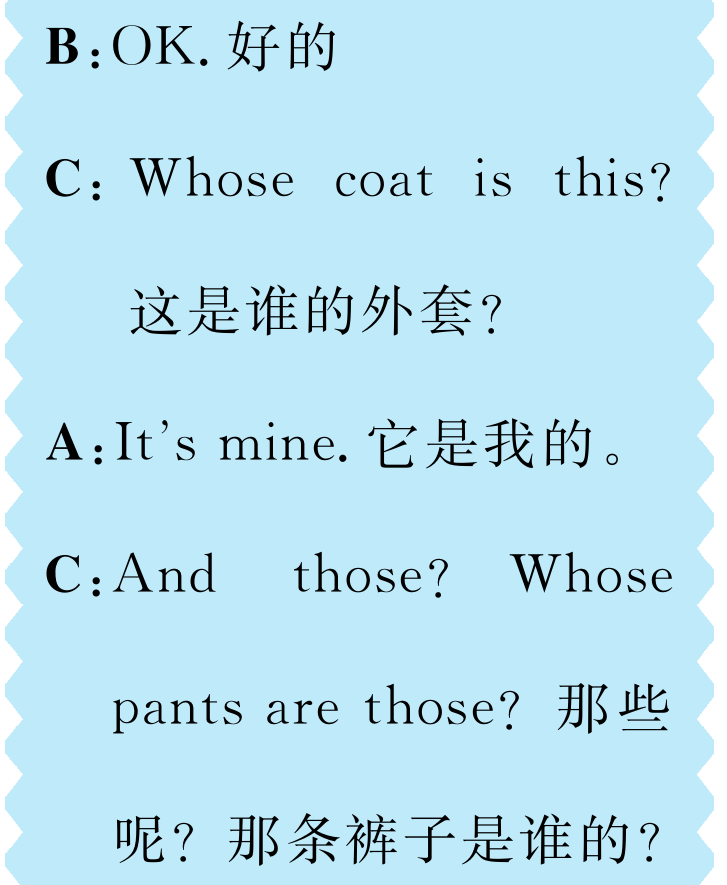 B:OK. 好的
C: Whose coat is this?
这是谁的外套?
A:It's mine. 它是我的。
C:And those? Whose
pants are those? 那些
呢? 那条裤子是谁的?